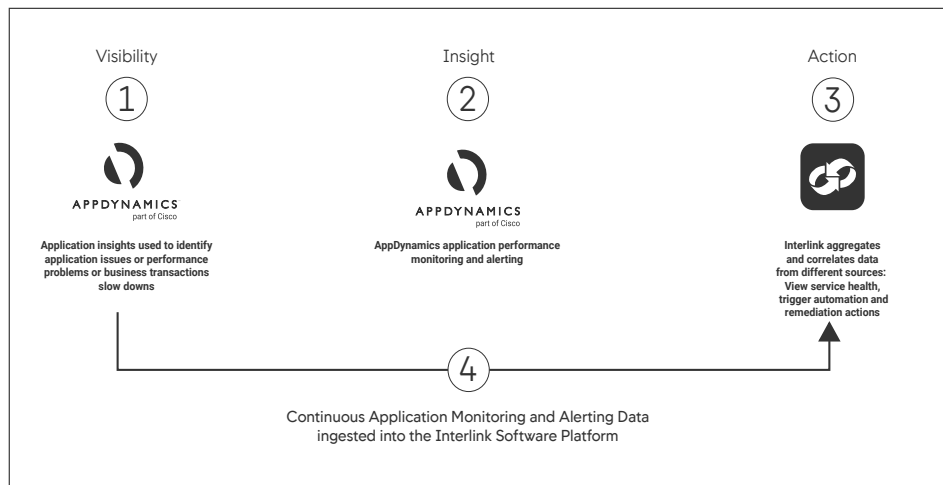 Visibility
Insight
Action
1
2
3
APPDYNAMICS
part of Cisco
APPDYNAMICS
part of Cisco
Application insights used to identify
application issues or performance
problems or business transactions
slow downs
AppDynamics application performance
monitoring and alerting
Interlink aggregates
and correlates data
from different sources:
View service health,
trigger automation and
remediation actions
4
Continuous Application Monitoring and Alerting Data
ingested into the Interlink Software Platform